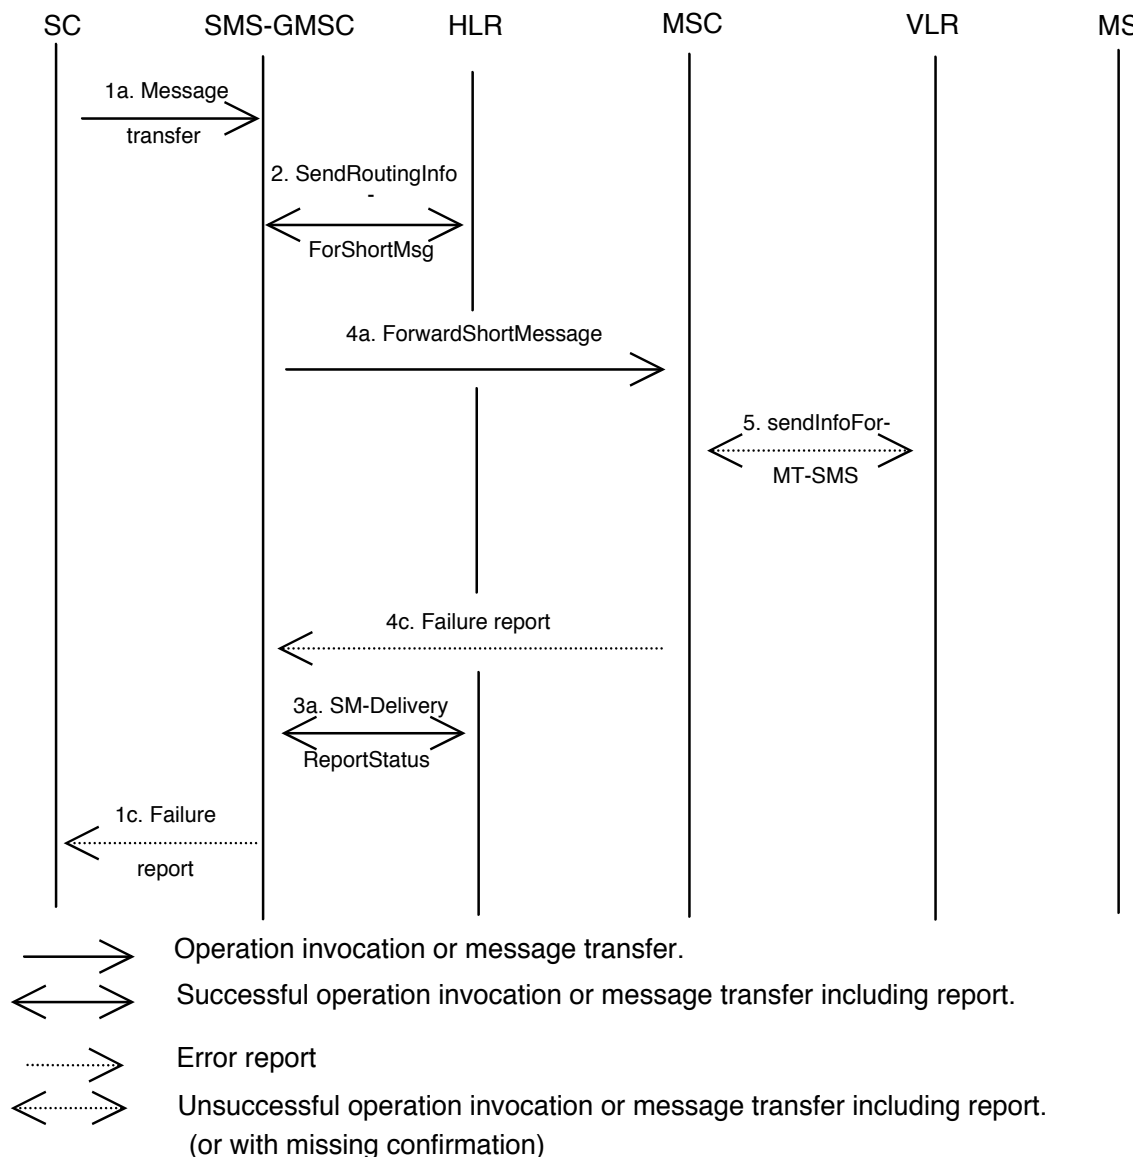 SC SMS-GMSC HLR MSC VLR MS
1a. Message
transfer
2. SendRoutingInfo
-
ForShortMsg
4a. ForwardShortMessage
5. sendInfoFor-
MT-SMS
4c. Failure report
3a. SM-Delivery
ReportStatus
1c. Failure
report
Operation invocation or message transfer.
Successful operation invocation or message transfer including report.
Error report
Unsuccessful operation invocation or message transfer including report.
(or with missing confirmation)